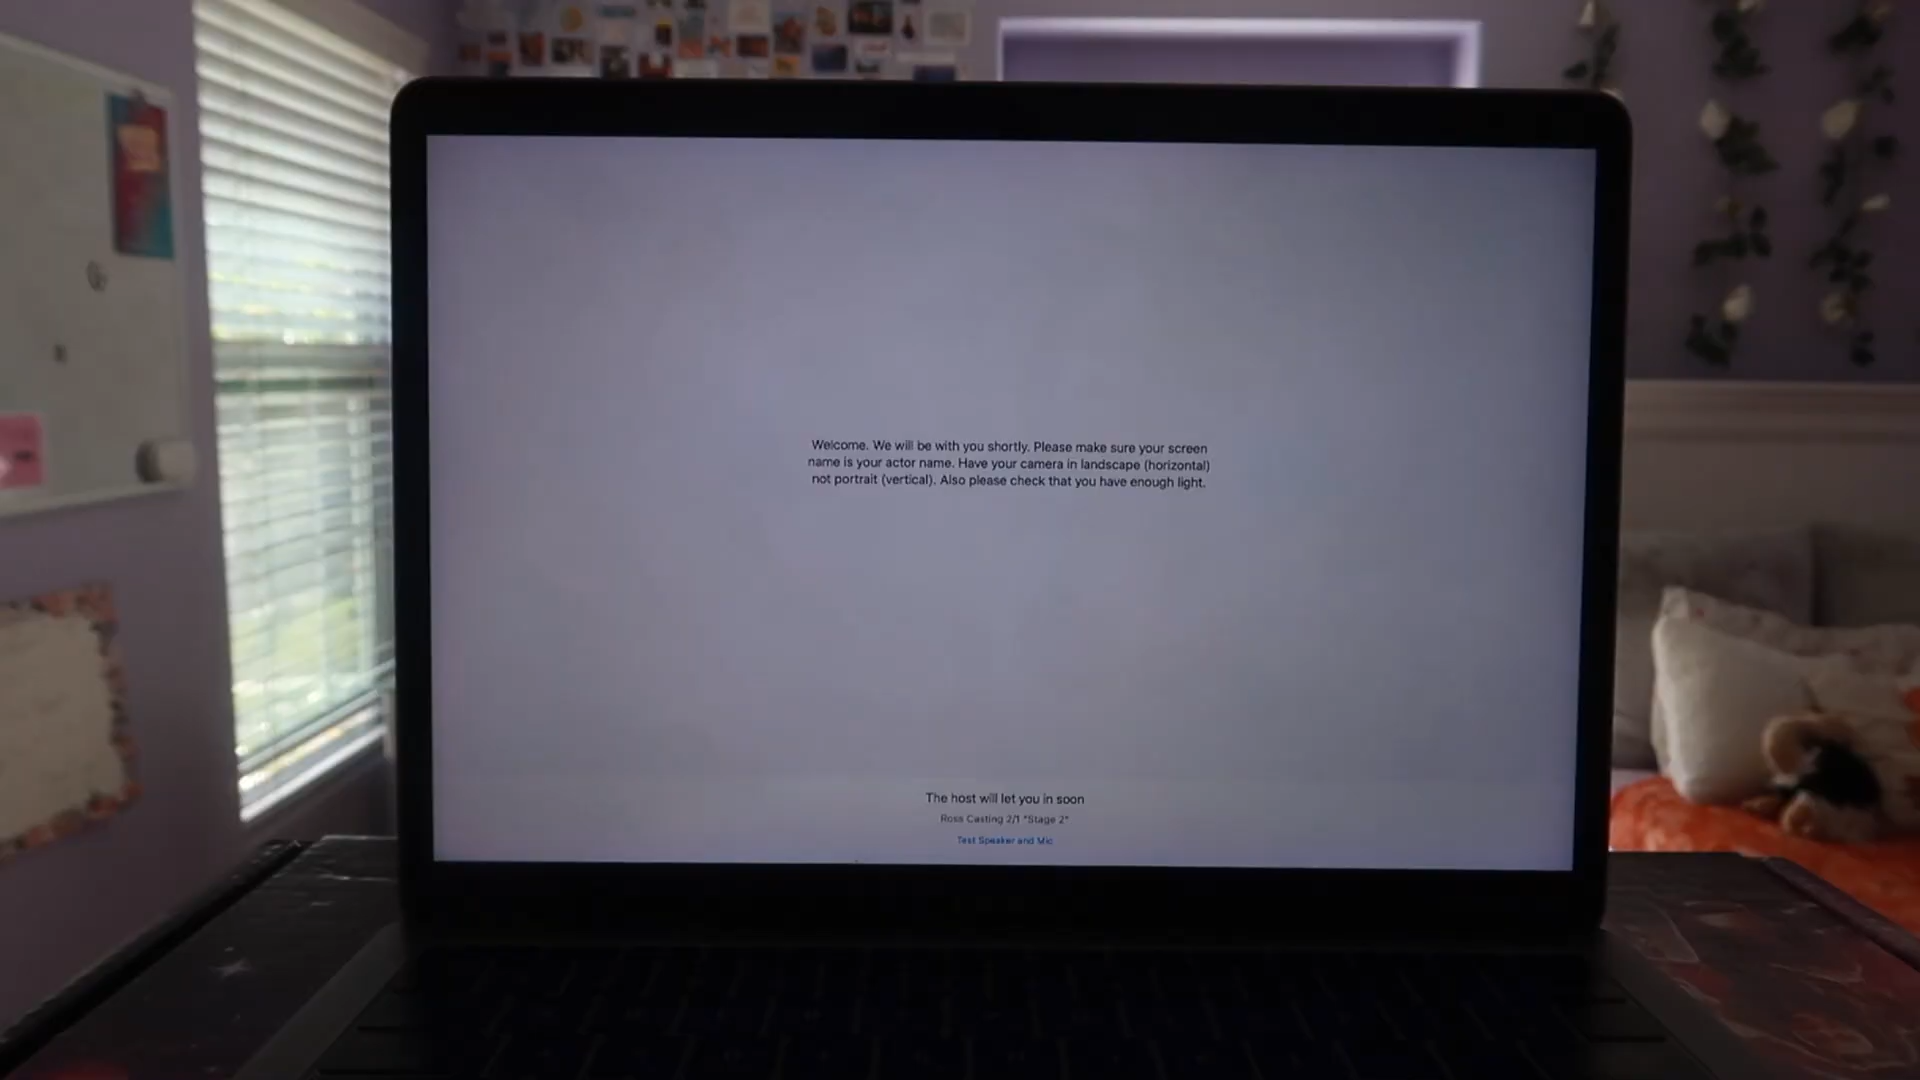 Welcome. We will be with you shortly. Please make sure your screen
name is your actor name. Have your camera in landscape (horizontal)
not portrait (vertical). Also please check that you have enough light.
The host will let you in soon
Ross Casting 2/1 "Stage 2"
Test Speaker and Mic